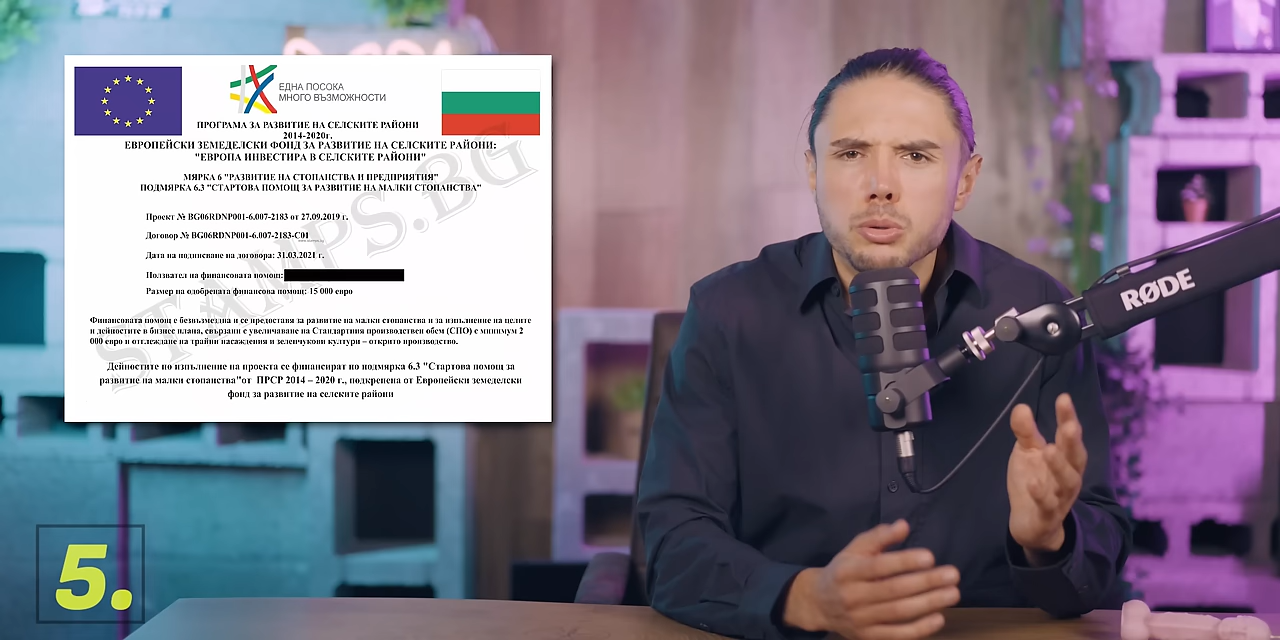 ЕДНА ПОСОКА
МНОГО ВЪЗМОЖНОСТИ
ПРОГРАМА ЗА РАЗВИТИЕ НА СЕЛСКИТЕ РАЙОНИ
2014-2020г.
ЕВРОПЕЙСКИ ЗЕМЕДЕЛСКИ ФОНД ЗА РАЗВИТИЕ НА СЕЛСКИТЕ РАЙОНИ:
"ЕВРОПА ИНВЕСТИРА В СЕЛСКИТЕ РАЙОНИ"
МЯРКА 6 "РАЗВИТИЕ НА СТОПАНСТВА И ПРЕДПРИЯТИЯ"
ПОДМЯРКА 6.3 "СТАРТОВА ПОМОЩ ЗА РАЗВИТИЕ НА МАЛКИ СТОПАНСТВА"
Проект № BG06RDNP001-6.007-2183 от 27.09.2019 г.
Договор № BG06RDNP001-6.007-2183-C01
Дата на подписване на договора: 31.03.2021 г.
Ползвател на финансовата помощ:
Размер на одобрената финансова помощ: 15 000 евро
Финансовата помощ е безвъзмездна и се предоставя за развитие на малки стопанства и за изпълнение на целите
и дейностите в бизнес плана, свързани с увеличаване на Стандартния производствен обем (СПО) с минимум 2
000 евро и отглеждане на трайни насаждения и зеленчукови култури – открито производство.
Дейностите по изпълнение на проекта се финансират по подмярка 6.3 "Стартова помощ за
развитие на малки стопанства"от ПРСР 2014 – 2020 г., подкрепена от Европейски земеделски
фонд за развитие на селските райони
STAMPS.BG
RØDE
5.